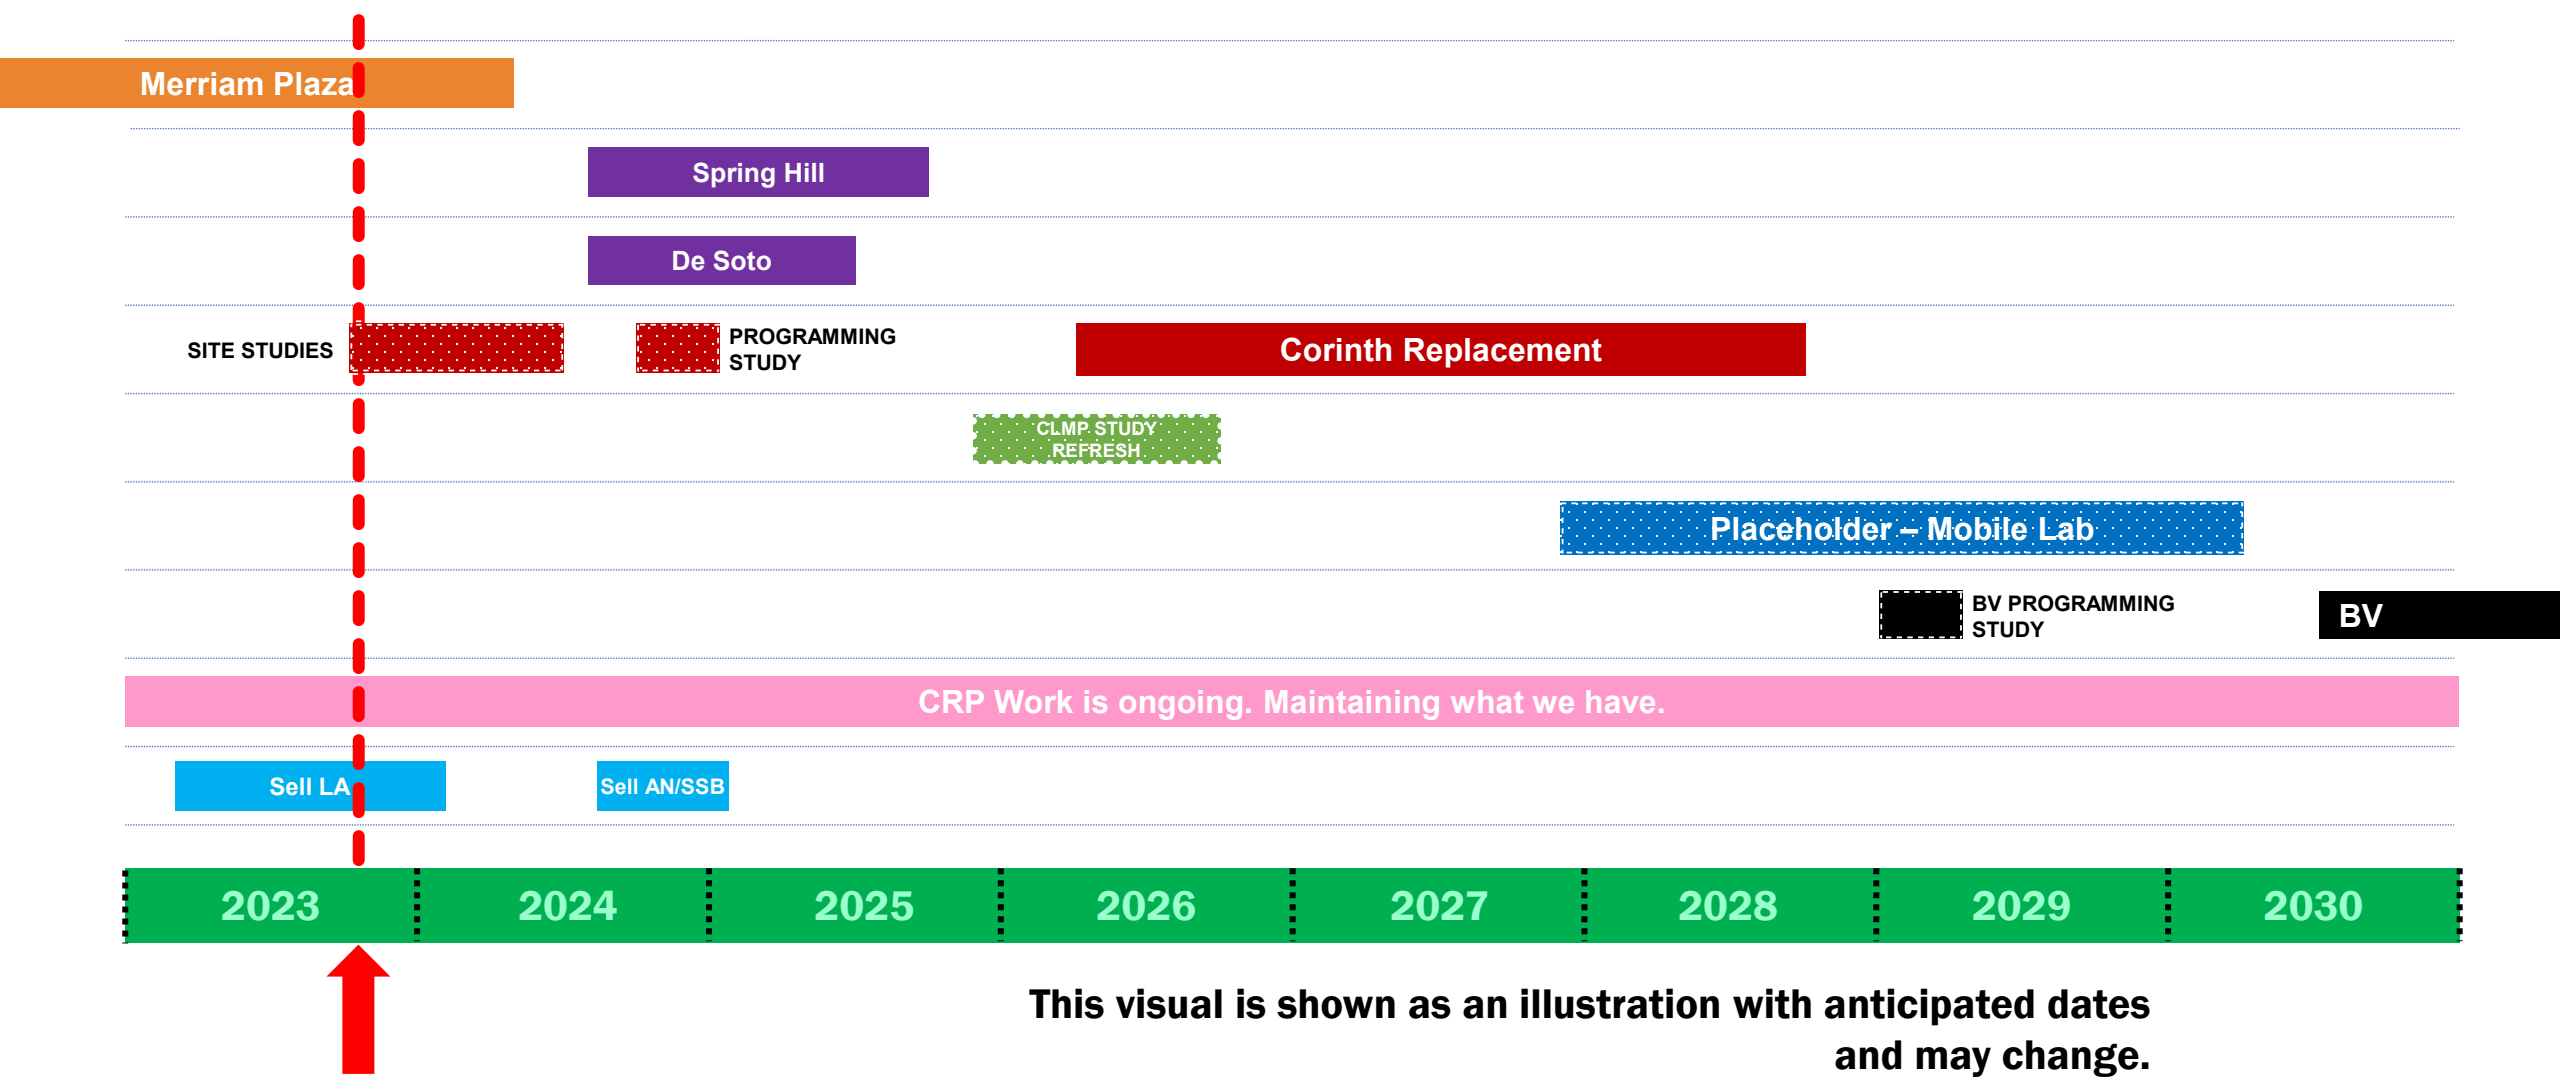 Merriam Plaza
Spring Hill
De Soto
SITE STUDIES
PROGRAMMING
STUDY
Corinth Replacement
CLMP STUDY
REFRESH
Placeholder – Mobile Lab
BV PROGRAMMING
STUDY
BV
CRP Work is ongoing. Maintaining what we have.
Sell LA
Sell AN/SSB
2023
2024
2025
2026
2027
2028
2029
2030
This visual is shown as an illustration with anticipated dates
and may change.